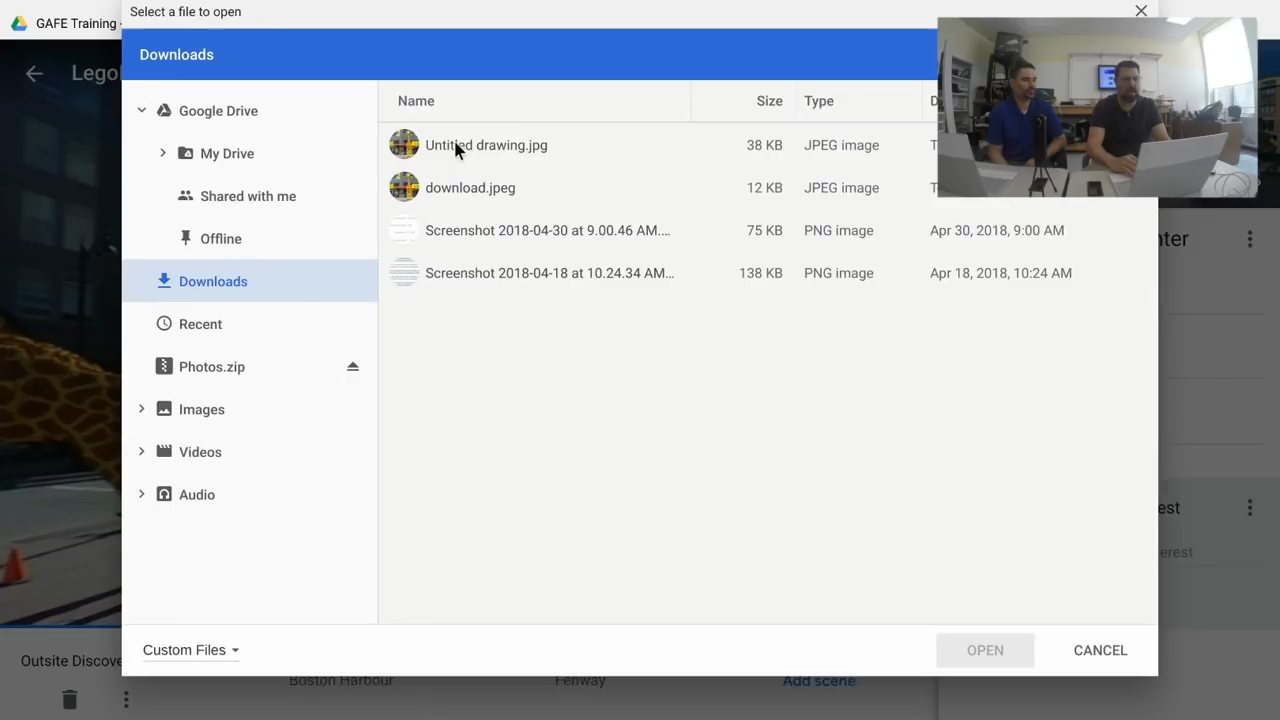 Select a file to open
GAFE Training -
Downloads
Google Drive
My Drive
Shared with me
Offline
Downloads
Recent
Photos.zip
Images
Videos
Audio
Name Size Type D
Untitled drawing.jpg 38 KB JPEG image T
download.jpeg 12 KB JPEG image T
Screenshot 2018-04-30 at 9.00.46 AM.... 75 KB PNG image Apr 30, 2018, 9:00 AM
Screenshot 2018-04-18 at 10.24.34 AM... 138 KB PNG image Apr 18, 2018, 10:24 AM
Custom Files
OPEN CANCEL
Lego
nter
est
erest
Outsite Discove
Boston Harbour
Fenway
Add scene